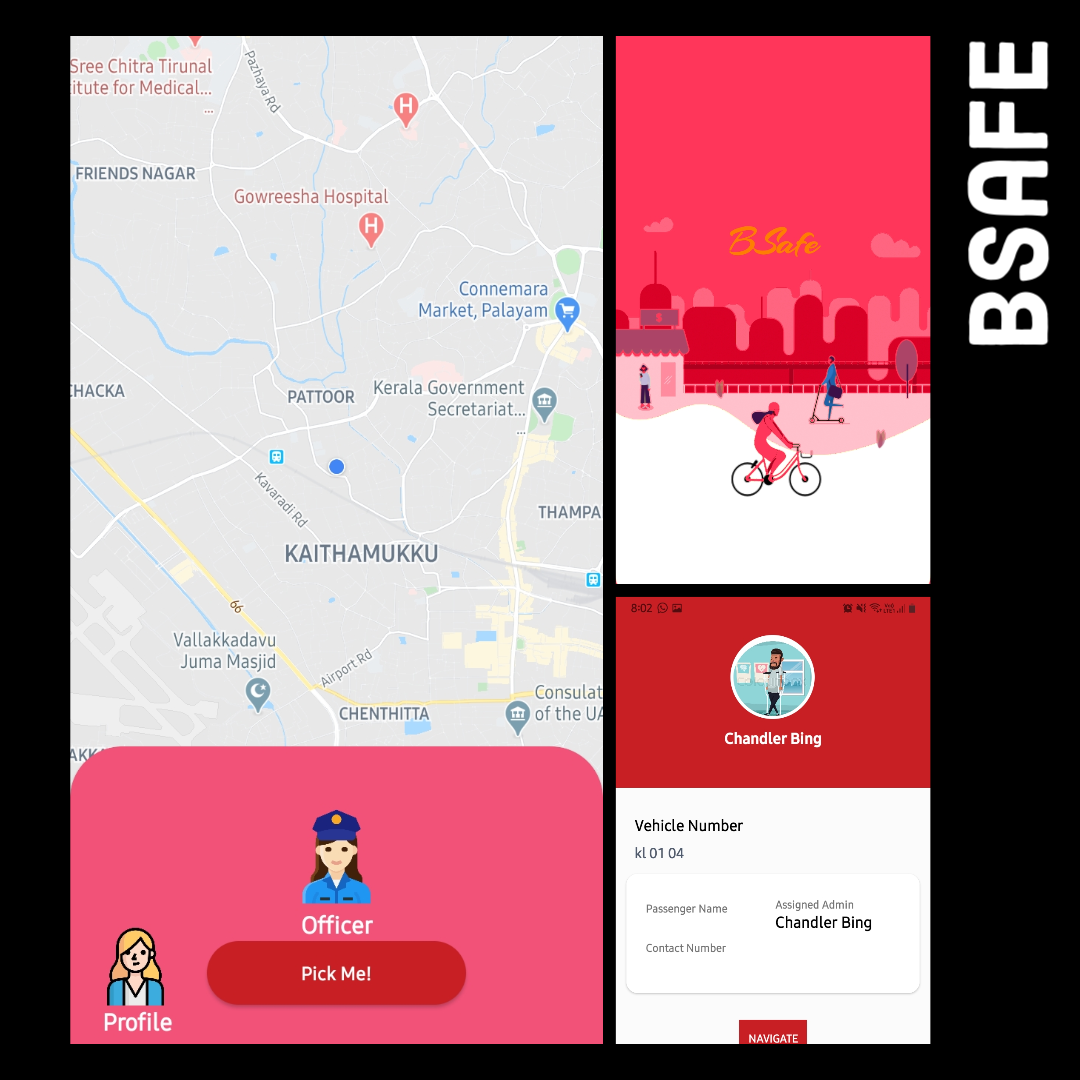 Sree Chitra Tirunal
itute for Medical...
...
Pazhaya Rd
H
FRIENDS NAGAR
Gowreesha Hospital
H
Connemara
Market, Palayam
CHACKA
PATTOOR
Kerala Government
Secretariat...
...
Kavaradi Rd
THAMPA
KAITHAMUKKU
66
Vallakkadavu
Juma Masjid
Airport Rd
CHENTHITTA
Consulat
of the UA
AKK
Officer
Pick Me!
Profile
BSafe
8:02
Chandler Bing
Vehicle Number
kl 01 04
Passenger Name
Assigned Admin
Chandler Bing
Contact Number
NAVIGATE
BSAFE